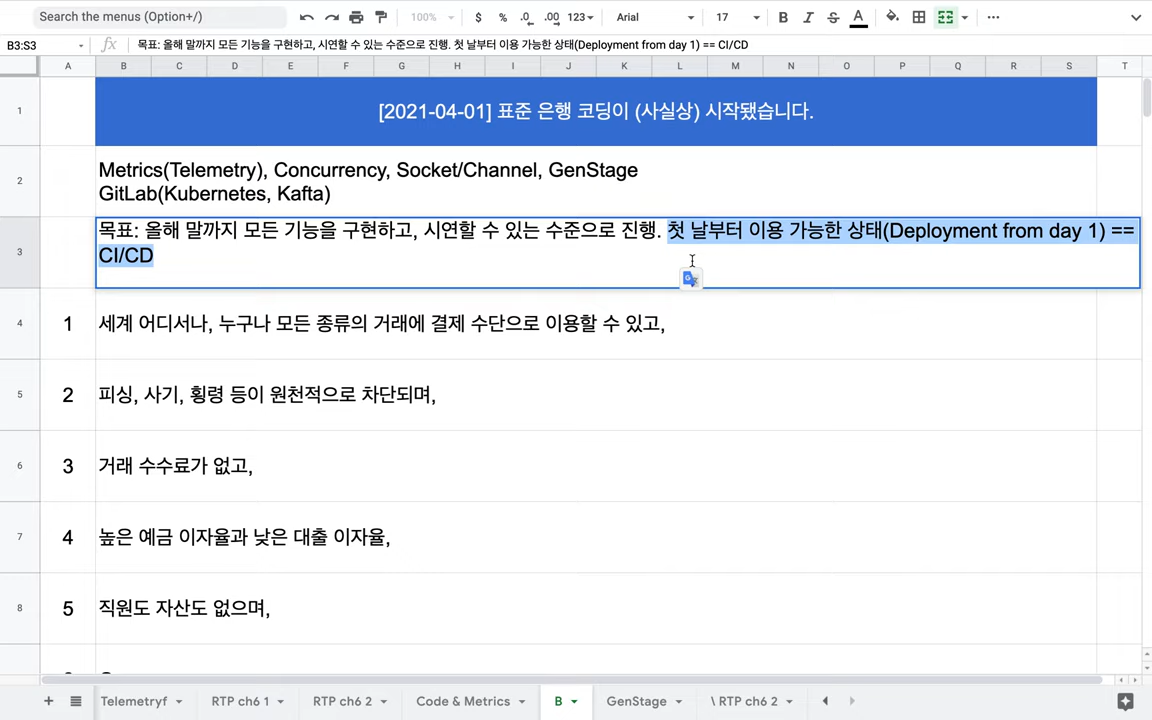 Search the menus (Option+/)
100%
$ % .0 .00 123
Arial
17
B I S A
B3:S3
fx 목표: 올해 말까지 모든 기능을 구현하고, 시연할 수 있는 수준으로 진행. 첫 날부터 이용 가능한 상태(Deployment from day 1) == CI/CD
A B C D E F G H I J K L M N O P Q R S T
1 [2021-04-01] 표준 은행 코딩이 (사실상) 시작됐습니다.
2 Metrics(Telemetry), Concurrency, Socket/Channel, GenStage
GitLab(Kubernetes, Kafta)
3 목표: 올해 말까지 모든 기능을 구현하고, 시연할 수 있는 수준으로 진행. 첫 날부터 이용 가능한 상태(Deployment from day 1) ==
CI/CD
4 1 세계 어디서나, 누구나 모든 종류의 거래에 결제 수단으로 이용할 수 있고,
5 2 피싱, 사기, 횡령 등이 원천적으로 차단되며,
6 3 거래 수수료가 없고,
7 4 높은 예금 이자율과 낮은 대출 이자율,
8 5 직원도 자산도 없으며,
Telemetryf RTP ch6 1 RTP ch6 2 Code & Metrics B GenStage \ RTP ch6 2